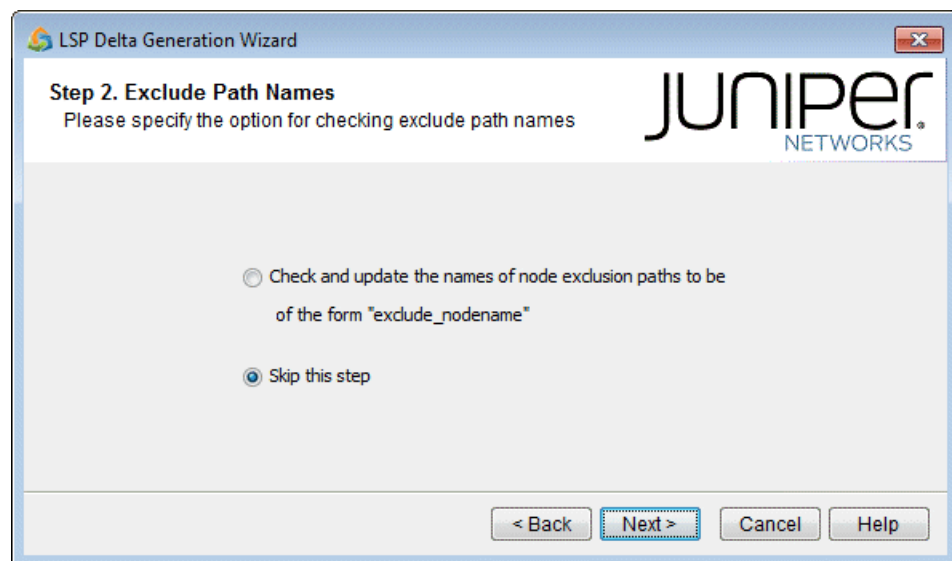 LSP Delta Generation Wizard
Step 2. Exclude Path Names
Please specify the option for checking exclude path names
JUNIPER
NETWORKS
Check and update the names of node exclusion paths to be
of the form "exclude_nodename"
Skip this step
< Back Next > Cancel Help